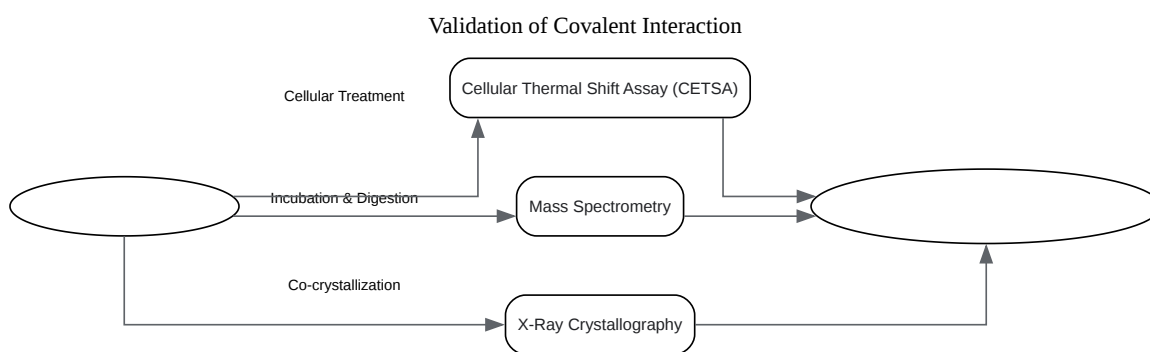 Validation of Covalent Interaction
Cellular Treatment
Cellular Thermal Shift Assay (CETSA)
Incubation & Digestion
Mass Spectrometry
Co-crystallization
X-Ray Crystallography